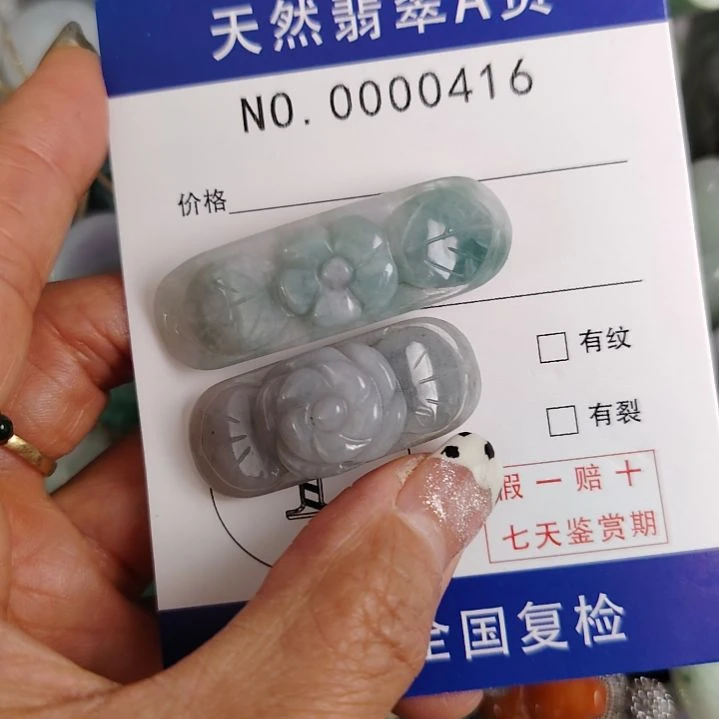 天然翡翠A货
NO.0000416
价格
有纹
有裂
假一赔十
七天鉴赏期
全国复检